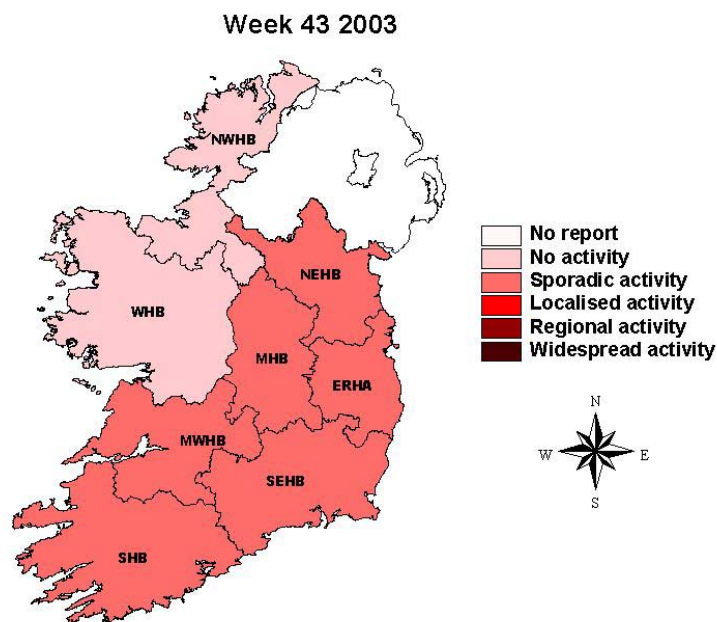 Week 43 2003
NWHB
No report
No activity
Sporadic activity
Localised activity
Regional activity
Widespread activity
NEHB
WHB
MHB
ERHA
MWHB
SEHB
SHB
N
W
E
S